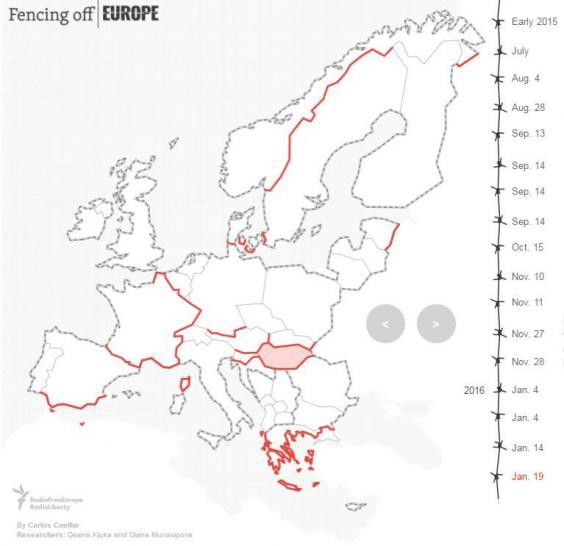 Fencing off EUROPE
Early 2015
July
Aug. 4
Aug. 28
Sep. 13
Sep. 14
Sep. 14
Sep. 14
Oct. 15
Nov. 10
Nov. 11
Nov. 27
Nov. 28
2016 Jan. 4
Jan. 4
Jan. 14
Jan. 19
< >
RadioFreeEurope
RadioLiberty
By Carlos Coelho
Researchers: Deana Kjuka and Diana Munasipova